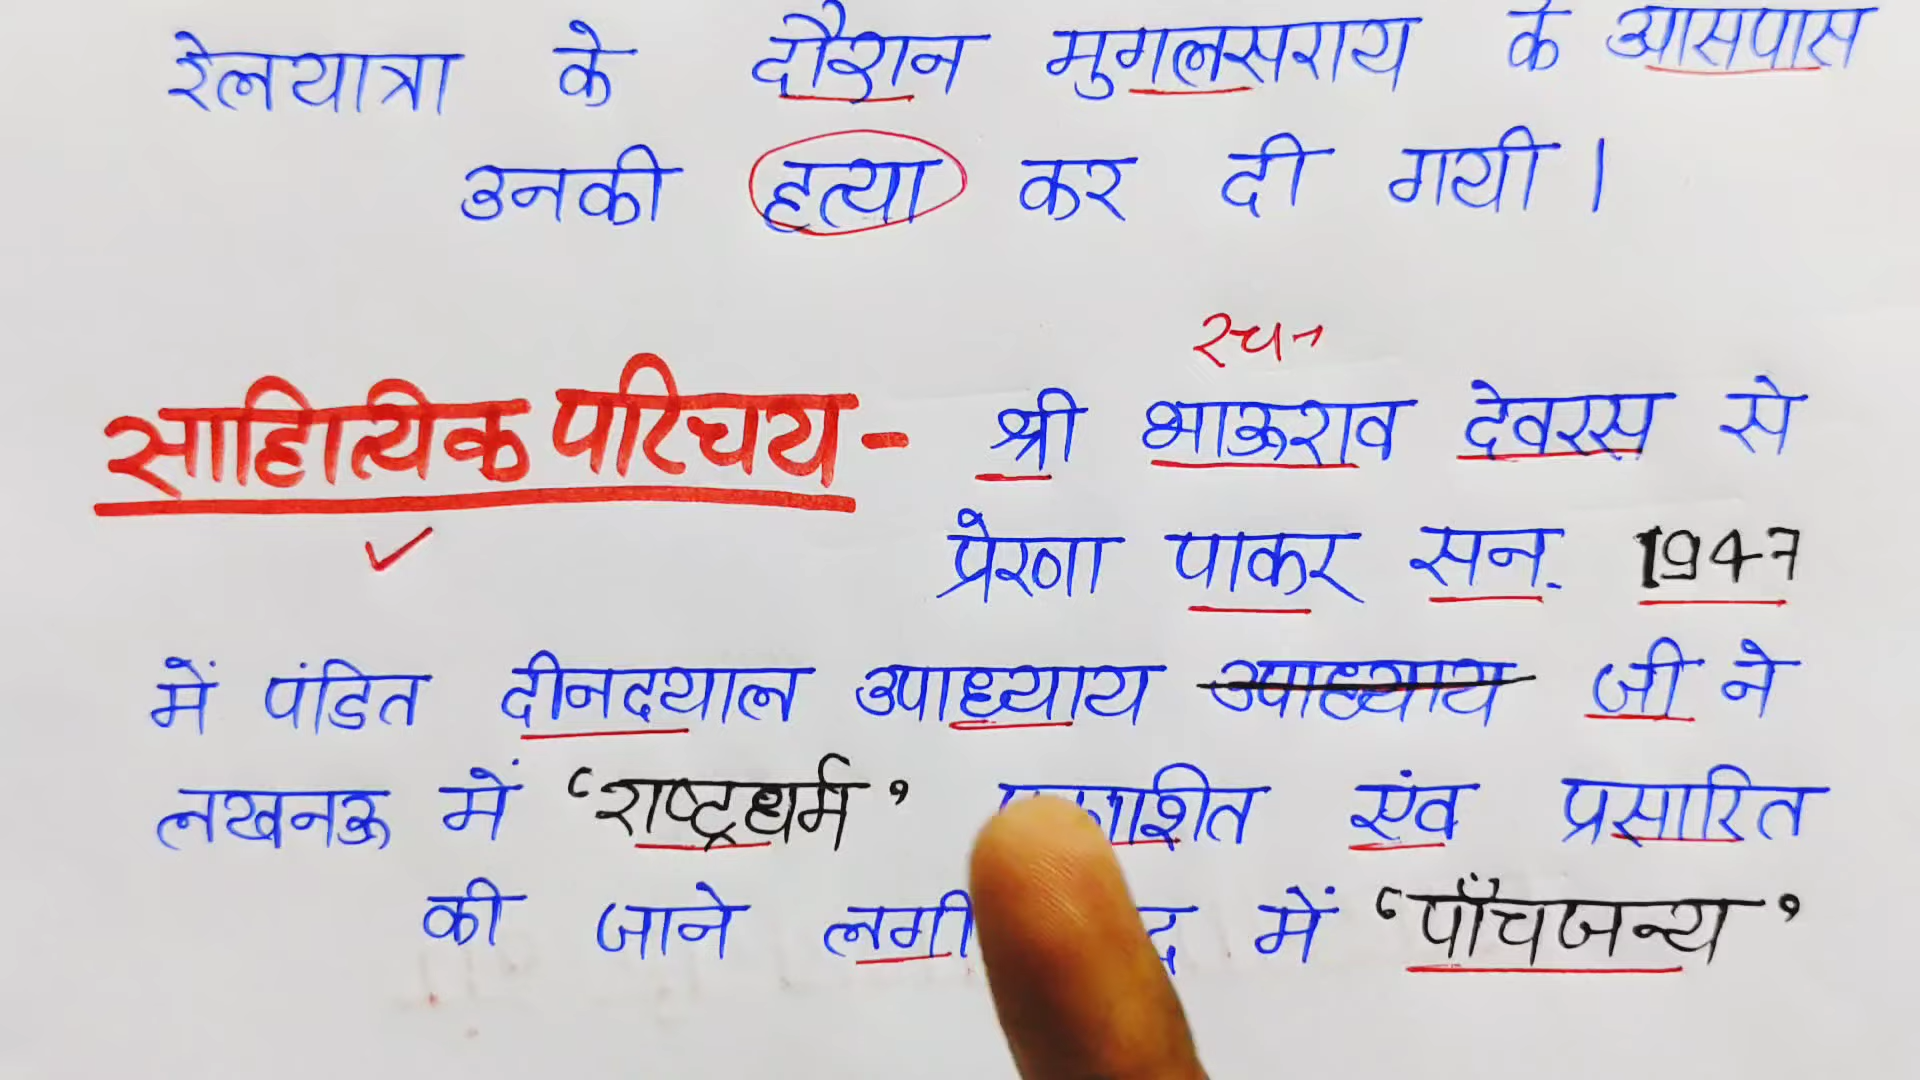 रेलयात्रा के दौरान मुगलसराय के आसपास
उनकी हत्या कर दी गयी ।
रच
साहित्यिक परिचय - श्री भाऊराव देवरस से
प्रेरणा पाकर सन् 1947
में पंडित दीनदयाल उपाध्याय उपाध्याय जी ने
लखनऊ में 'राष्ट्रधर्म' एंव प्रसारित
की जाने लगी में 'पाँचजन्य'